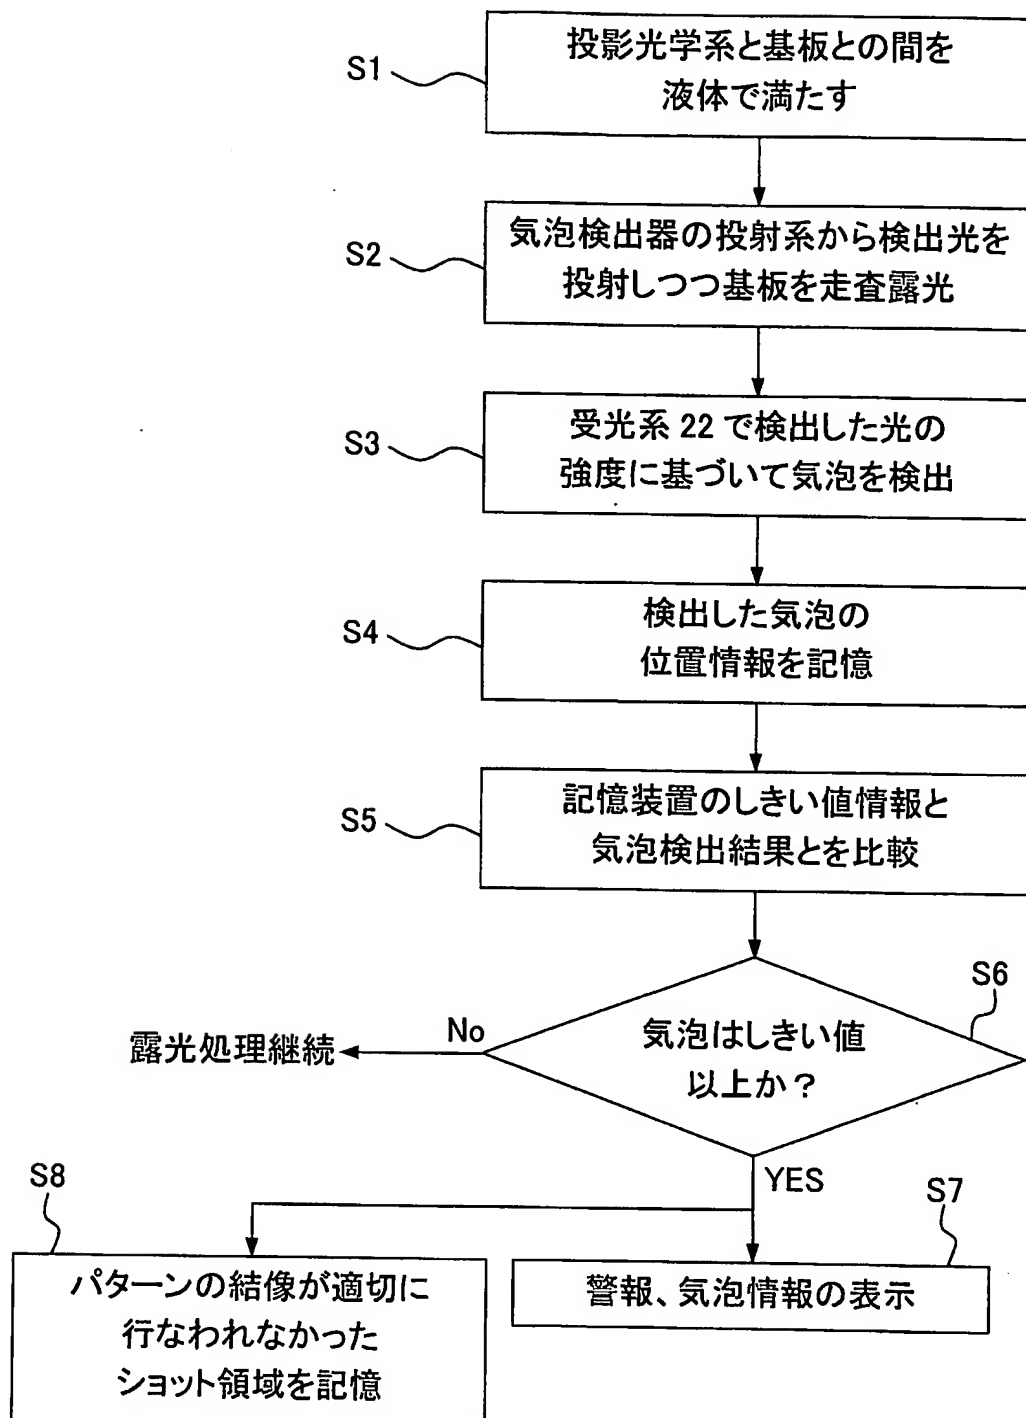 S1
投影光学系と基板との間を
液体で満たす
S2
気泡検出器の投射系から検出光を
投射しつつ基板を走査露光
S3
受光系 22 で検出した光の
強度に基づいて気泡を検出
S4
検出した気泡の
位置情報を記憶
S5
記憶装置のしきい値情報と
気泡検出結果とを比較
S6
気泡はしきい値
以上か？
No
露光処理継続
YES
S8
パターンの結像が適切に
行なわれなかった
ショット領域を記憶
S7
警報、気泡情報の表示